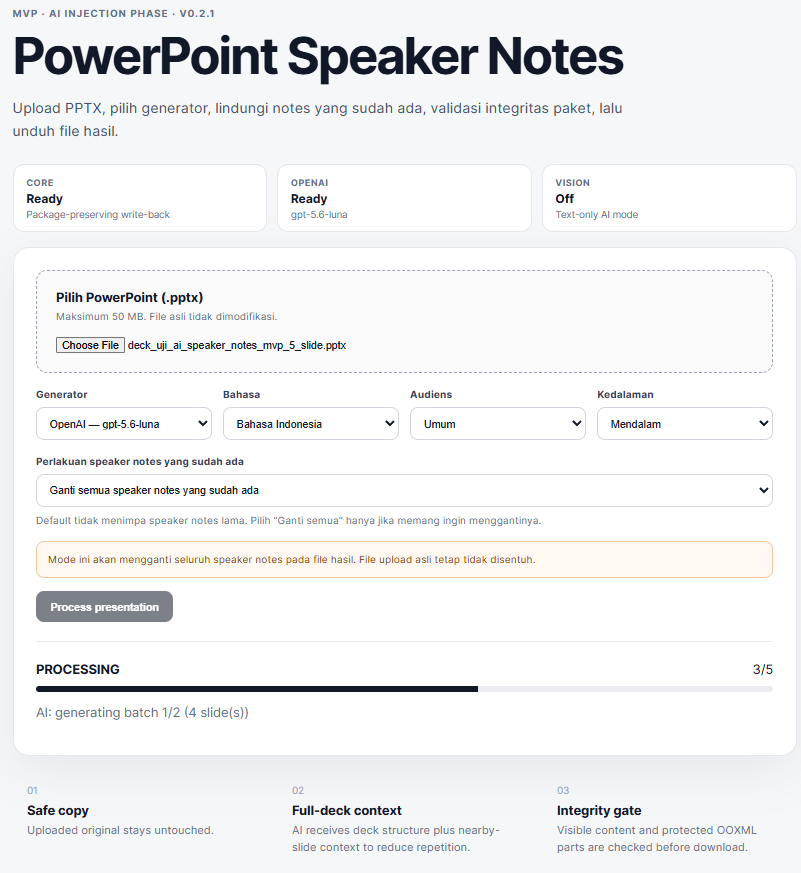 MVP · AI INJECTION PHASE · V0.2.1
PowerPoint Speaker Notes
Upload PPTX, pilih generator, lindungi notes yang sudah ada, validasi integritas paket, lalu
unduh file hasil.
CORE
Ready
Package-preserving write-back
OPENAI
Ready
gpt-5.6-luna
VISION
Off
Text-only AI mode
Pilih PowerPoint (.pptx)
Maksimum 50 MB. File asli tidak dimodifikasi.
Choose File deck_uji_ai_speaker_notes_mvp_5_slide.pptx
Generator
OpenAI — gpt-5.6-luna
Bahasa
Bahasa Indonesia
Audiens
Umum
Kedalaman
Mendalam
Perlakuan speaker notes yang sudah ada
Ganti semua speaker notes yang sudah ada
Default tidak menimpa speaker notes lama. Pilih “Ganti semua” hanya jika memang ingin menggantinya.
Mode ini akan mengganti seluruh speaker notes pada file hasil. File upload asli tetap tidak disentuh.
Process presentation
PROCESSING 3/5
AI: generating batch 1/2 (4 slide(s))
01
Safe copy
Uploaded original stays untouched.
02
Full-deck context
AI receives deck structure plus nearby-
slide context to reduce repetition.
03
Integrity gate
Visible content and protected OOXML
parts are checked before download.